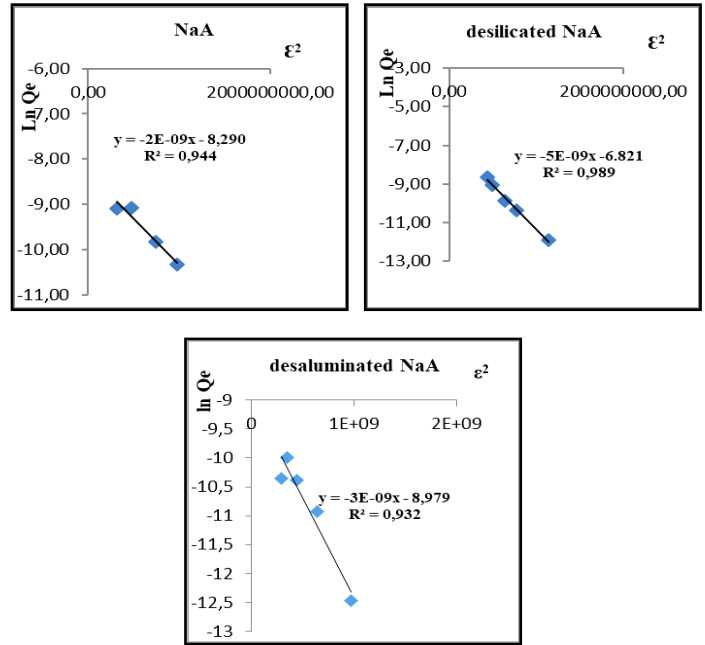 NaA
ε²
-6,00
0,00
2000000000,00
-7,00
-8,00
-9,00
-10,00
-11,00
Ln Qe
y = -2E-09x - 8,290
R² = 0,944
desilicated NaA
ε²
-3,00
0,00
2000000000,00
-5,00
-7,00
-9,00
-11,00
-13,00
Ln Qe
y = -5E-09x -6.821
R² = 0,989
desaluminated NaA
ε²
ln Qe
-9
0
1E+09
2E+09
-9,5
-10
-10,5
-11
-11,5
-12
-12,5
-13
y = -3E-09x - 8,979
R² = 0,932